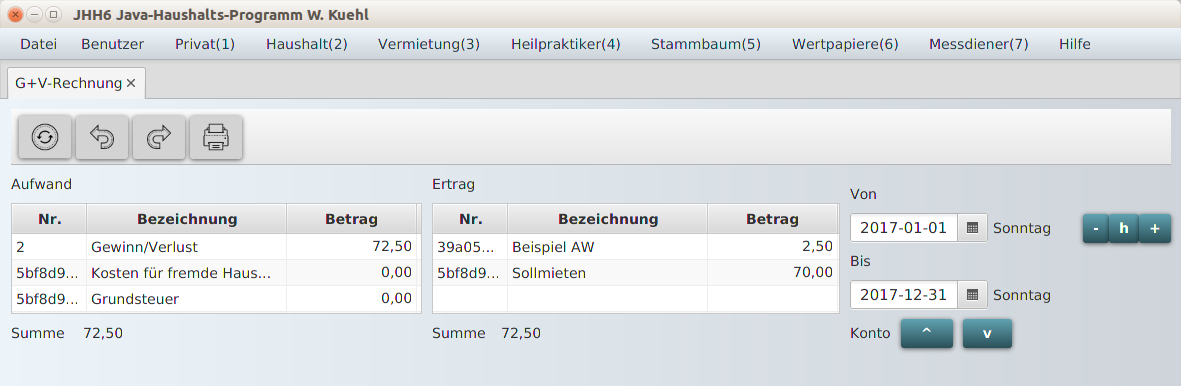 JHH6 Java-Haushalts-Programm W. Kuehl
Datei Benutzer Privat(1) Haushalt(2) Vermietung(3) Heilpraktiker(4) Stammbaum(5) Wertpapiere(6) Messdiener(7) Hilfe
G+V-Rechnung ×
Aufwand
Nr. Bezeichnung Betrag
2 Gewinn/Verlust 72,50
5bf8d9... Kosten für fremde Haus... 0,00
5bf8d9... Grundsteuer 0,00
Summe 72,50
Ertrag
Nr. Bezeichnung Betrag
39a05... Beispiel AW 2,50
5bf8d9... Sollmieten 70,00
Summe 72,50
Von
2017-01-01 Sonntag - h +
Bis
2017-12-31 Sonntag
Konto ^ v